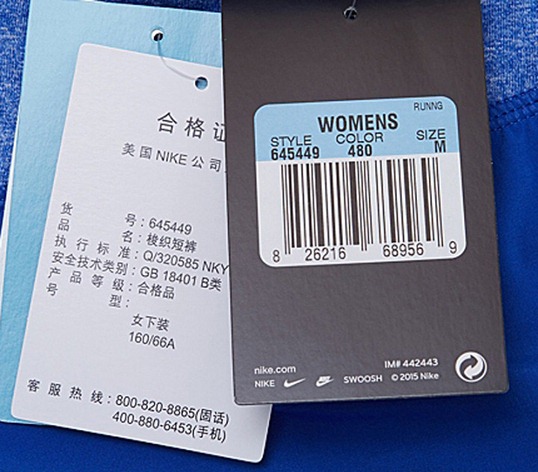 合格证
美国NIKE公司
货号:645449
品名:梭织短裤
执行标准:Q/320585 NKY
安全技术类别:GB 18401 B类
产品等级:合格品
号型:
女下装
160/66A
客服热线:800-820-8865(固话)
400-880-6453(手机)
RUNNG
WOMENS
STYLE COLOR SIZE
645449 480 M
8 26216 68956 9
nike.com IM# 442443
NIKE SWOOSH © 2015 Nike